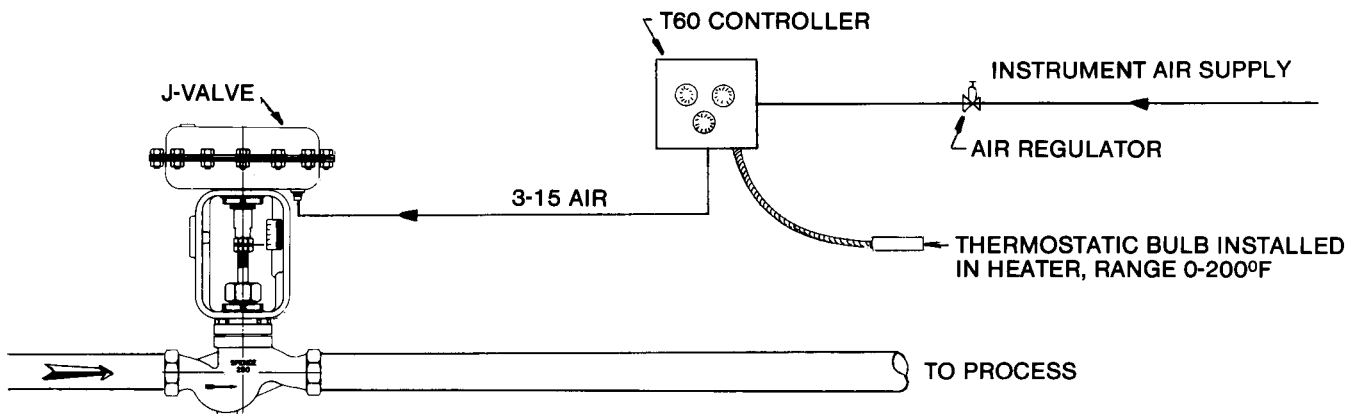 T60 CONTROLLER
INSTRUMENT AIR SUPPLY
J-VALVE
AIR REGULATOR
3-15 AIR
THERMOSTATIC BULB INSTALLED
IN HEATER, RANGE 0-200ºF
SPENCE
TO PROCESS